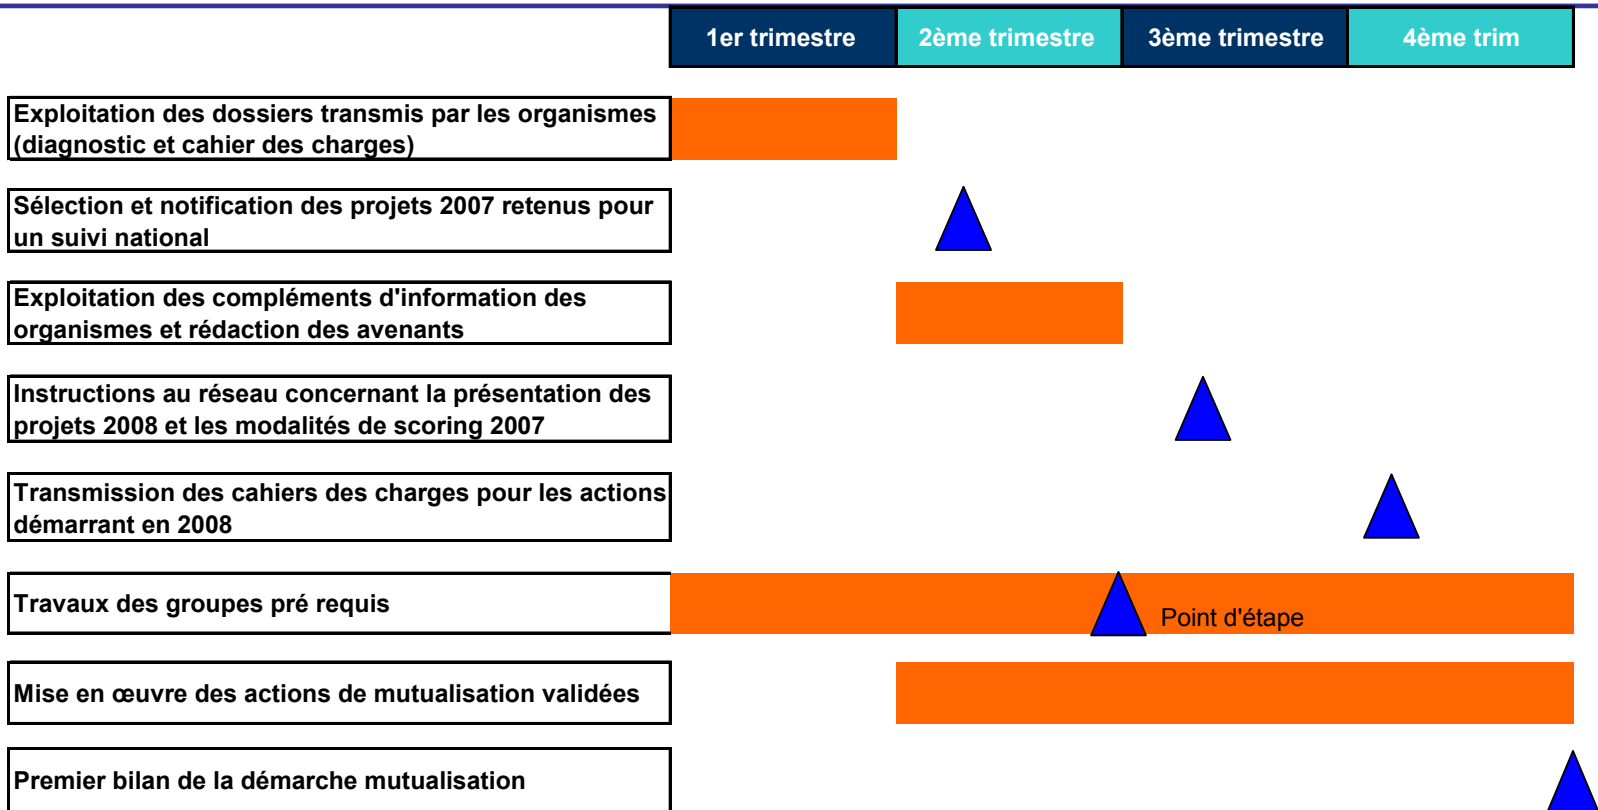 1er trimestre 2ème trimestre 3ème trimestre 4ème trim
Exploitation des dossiers transmis par les organismes
(diagnostic et cahier des charges)
Sélection et notification des projets 2007 retenus pour
un suivi national
Exploitation des compléments d'information des
organismes et rédaction des avenants
Instructions au réseau concernant la présentation des
projets 2008 et les modalités de scoring 2007
Transmission des cahiers des charges pour les actions
démarrant en 2008
Travaux des groupes pré requis
Point d'étape
Mise en œuvre des actions de mutualisation validées
Premier bilan de la démarche mutualisation